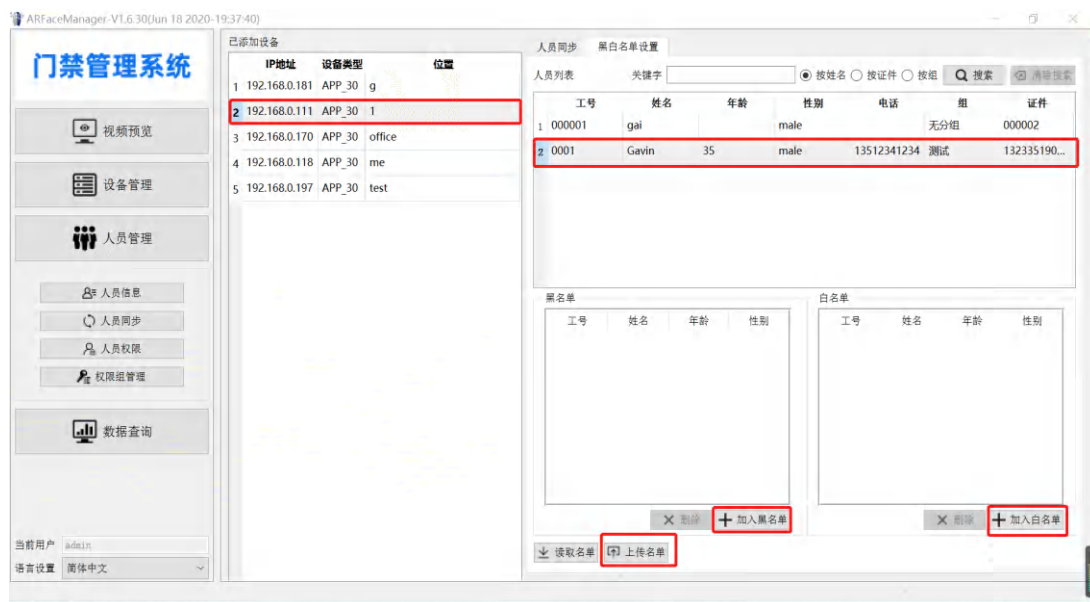 ARFaceManager-V1.6.30(Jun 18 2020-19:37:40)
门禁管理系统
视频预览
设备管理
人员管理
人员信息
人员同步
人员权限
权限组管理
数据查询
当前用户 admin
语言设置 简体中文
已添加设备
IP地址 设备类型 位置
1 192.168.0.181 APP_30 g
2 192.168.0.111 APP_30 1
3 192.168.0.170 APP_30 office
4 192.168.0.118 APP_30 me
5 192.168.0.197 APP_30 test
人员同步 黑白名单设置
人员列表 关键字 按姓名 按证件 按组 搜索 清除搜索
工号 姓名 年龄 性别 电话 组 证件
1 000001 gai male 无分组 000002
2 0001 Gavin 35 male 13512341234 测试 132335190...
黑名单
工号 姓名 年龄 性别
删除 加入黑名单
白名单
工号 姓名 年龄 性别
删除 加入白名单
读取名单 上传名单